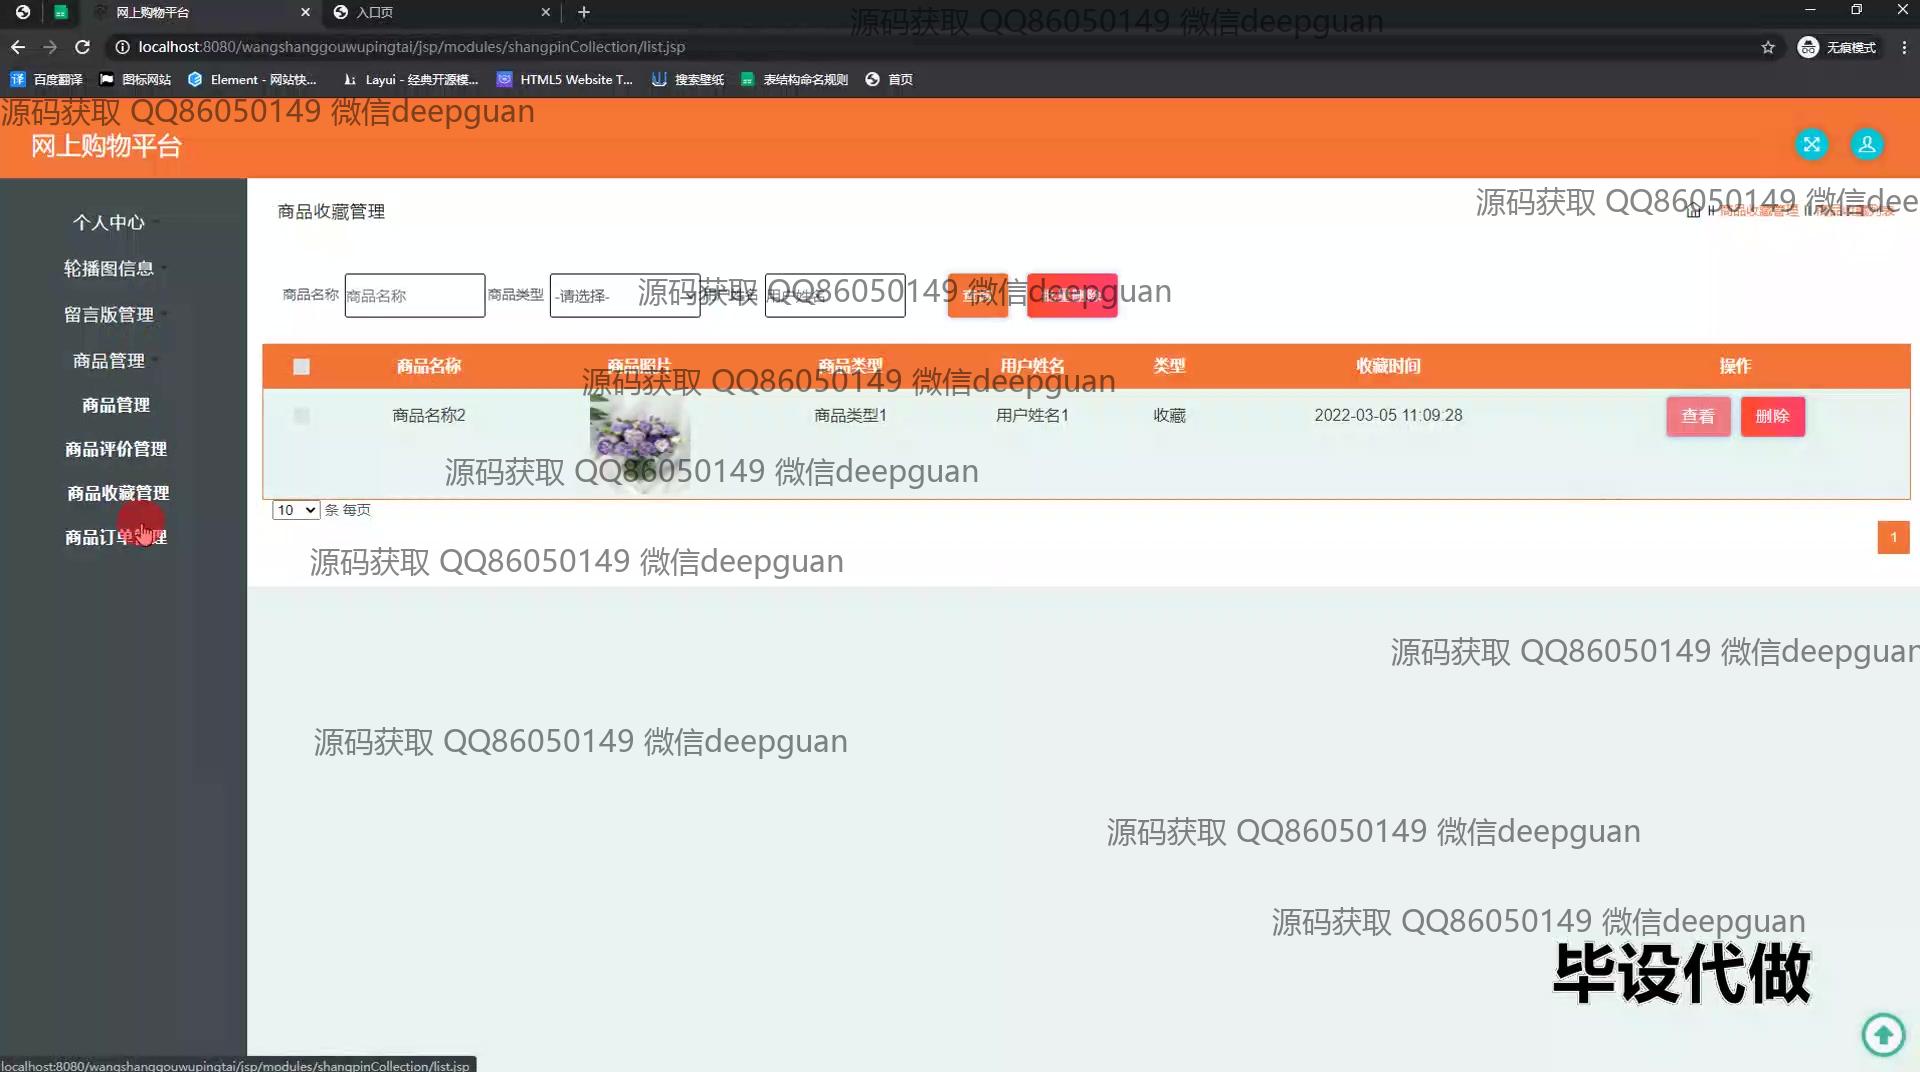 网上购物平台
入口页
源码获取 QQ86050149 微信deepguan
localhost:8080/wangshanggouwupingtai/jsp/modules/shangpinCollection/list.jsp
无痕模式
百度翻译
图标网站
Element - 网站快...
Layui - 经典开源模...
HTML5 Website T...
搜索壁纸
表结构命名规则
首页
源码获取 QQ86050149 微信deepguan
网上购物平台
源码获取 QQ86050149 微信dee
个人中心
轮播图信息
留言版管理
商品管理
商品管理
商品评价管理
商品收藏管理
商品订单管理
商品收藏管理
商品收藏管理
商品名称 商品名称 商品类型 -请选择- 用户姓名 用户姓名
源码获取 QQ86050149 微信deepguan
商品名称 商品照片 商品类型 用户姓名 类型 收藏时间 操作
源码获取 QQ86050149 微信deepguan
商品名称2 商品类型1 用户姓名1 收藏 2022-03-05 11:09:28 查看 删除
源码获取 QQ86050149 微信deepguan
10 条 每页
1
源码获取 QQ86050149 微信deepguan
源码获取 QQ86050149 微信deepguan
源码获取 QQ86050149 微信deepguan
源码获取 QQ86050149 微信deepguan
源码获取 QQ86050149 微信deepguan
毕设代做
localhost:8080/wangshanggouwupingtai/jsp/modules/shangpinCollection/list.jsp